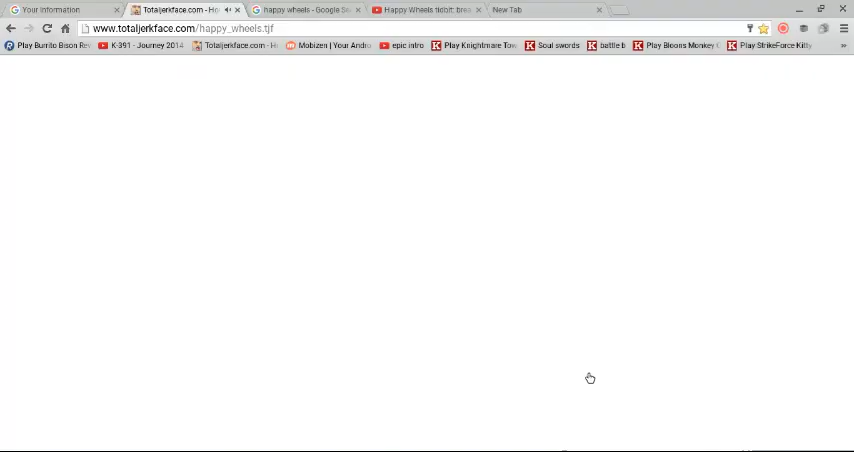 Your Information Totaljerkface.com - Ho happy wheels - Google Se Happy Wheels tidbit: brea New Tab
www.totaljerkface.com/happy_wheels.tjf
Play Burrito Bison Rev K-391 - Journey 2014 Totaljerkface.com - H Mobizen | Your Andro epic intro Play Knightmare Tow Soul swords battle b Play Bloons Monkey C Play StrikeForce Kitty »